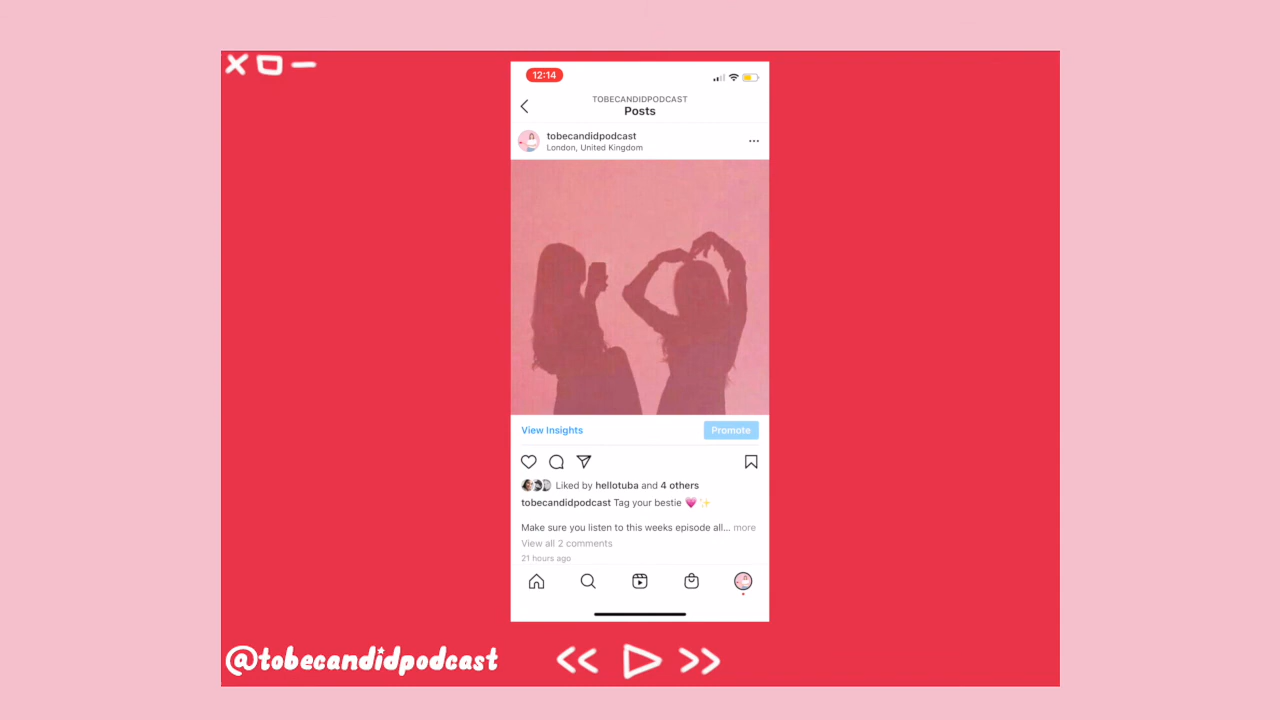 12:14
TOBECANDIDPODCAST
Posts
tobecandidpodcast
London, United Kingdom
View Insights
Promote
Liked by hellotuba and 4 others
tobecandidpodcast Tag your bestie 💗✨
Make sure you listen to this weeks episode all... more
View all 2 comments
21 hours ago
@tobecandidpodcast